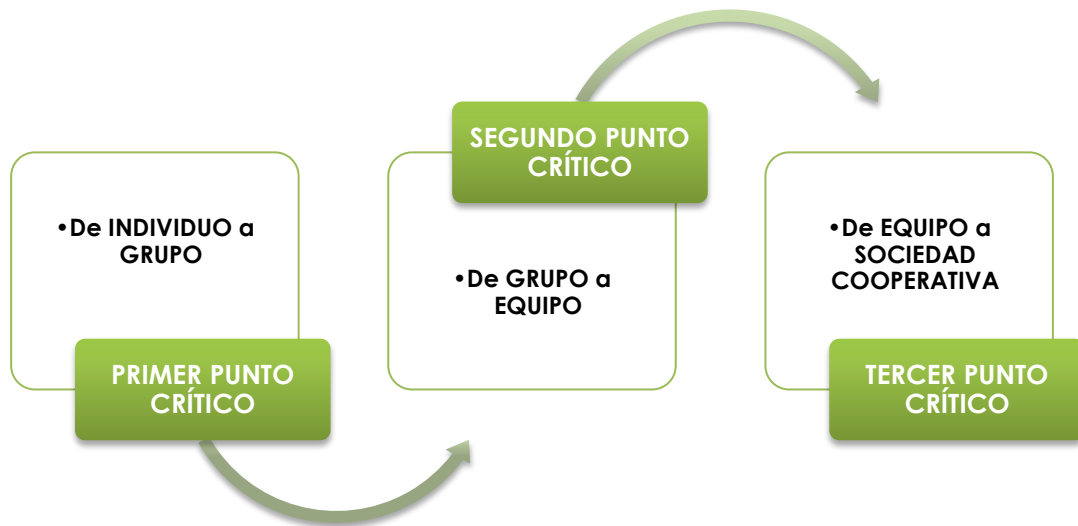 •De INDIVIDUO a
GRUPO
PRIMER PUNTO
CRÍTICO
SEGUNDO PUNTO
CRÍTICO
•De GRUPO a
EQUIPO
•De EQUIPO a
SOCIEDAD
COOPERATIVA
TERCER PUNTO
CRÍTICO